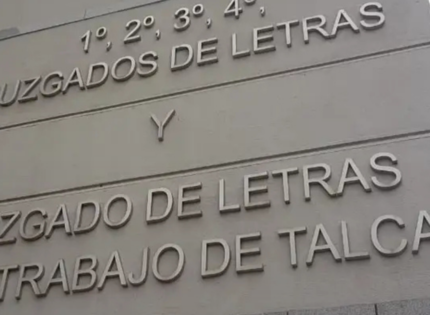 1º, 2º, 3º, 4º,
UZGADOS DE LETRAS
Y
ZGADO DE LETRAS
TRABAJO DE TALCA